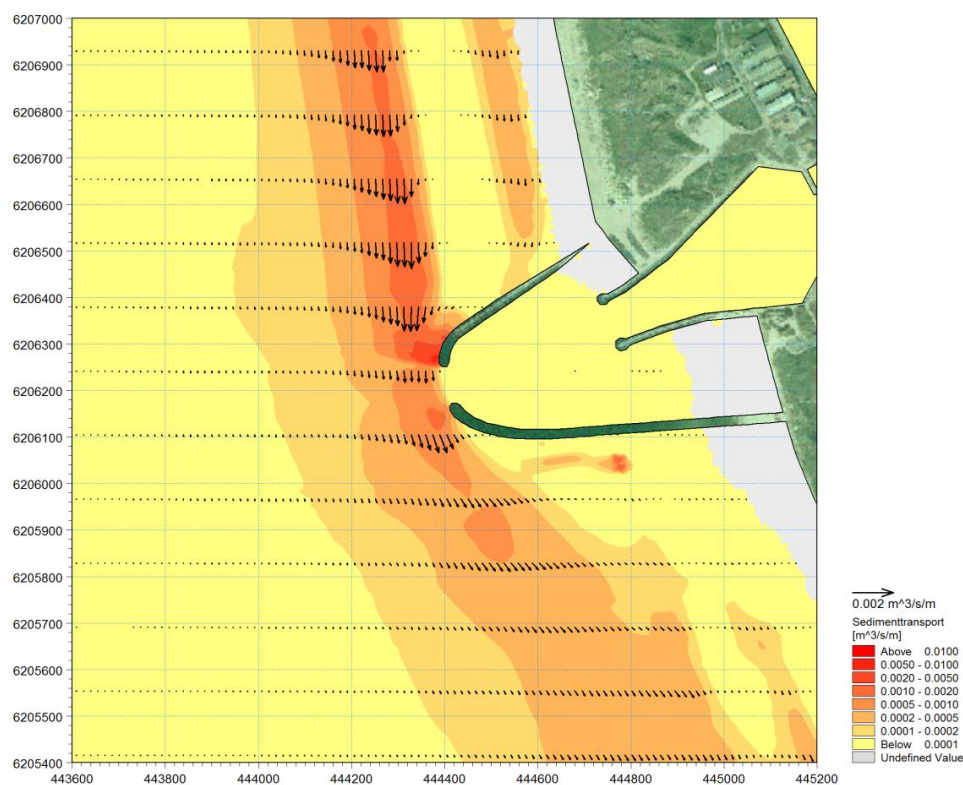 6207000
6206900
6206800
6206700
6206600
6206500
6206400
6206300
6206200
6206100
6206000
6205900
6205800
6205700
6205600
6205500
6205400
443600 443800 444000 444200 444400 444600 444800 445000 445200
0.002 m^3/s/m
Sedimenttransport
[m^3/s/m]
Above 0.0100
0.0050 - 0.0100
0.0020 - 0.0050
0.0010 - 0.0020
0.0005 - 0.0010
0.0002 - 0.0005
0.0001 - 0.0002
Below 0.0001
Undefined Value